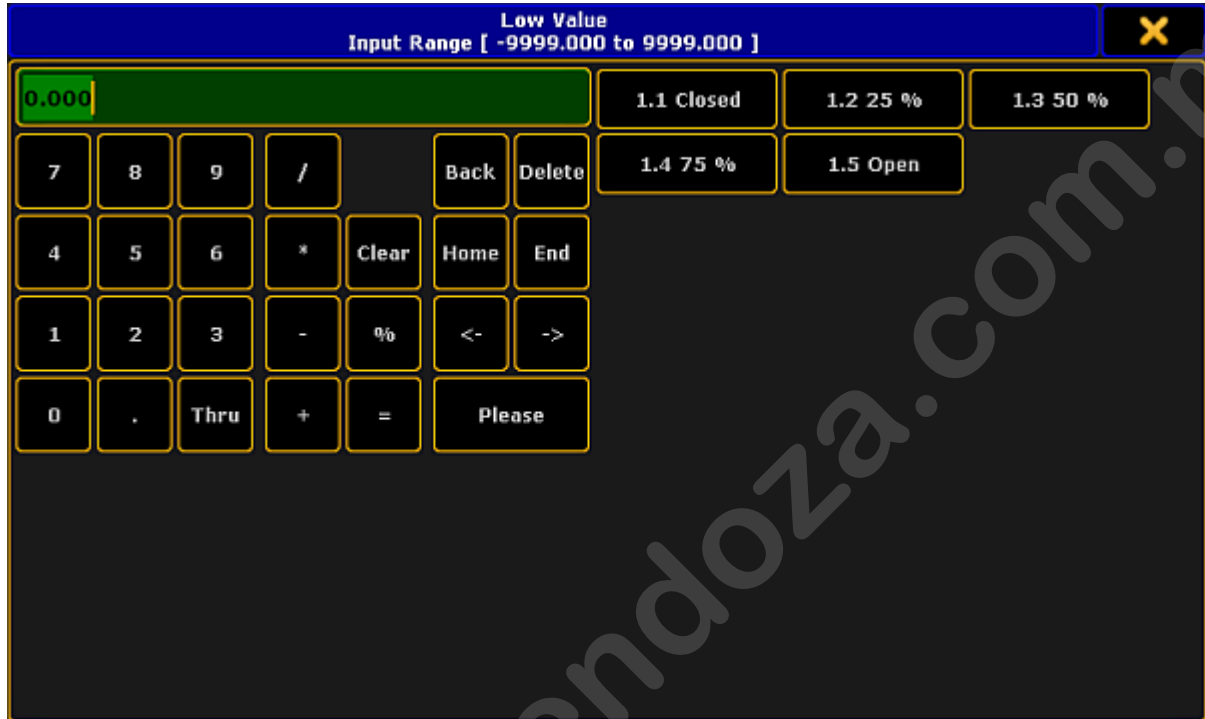 Low Value
Input Range [ -9999.000 to 9999.000 ]
0.000
1.1 Closed 1.2 25 % 1.3 50 %
7 8 9 / Back Delete 1.4 75 % 1.5 Open
4 5 6 * Clear Home End
1 2 3 - % <- ->
0 . Thru + = Please